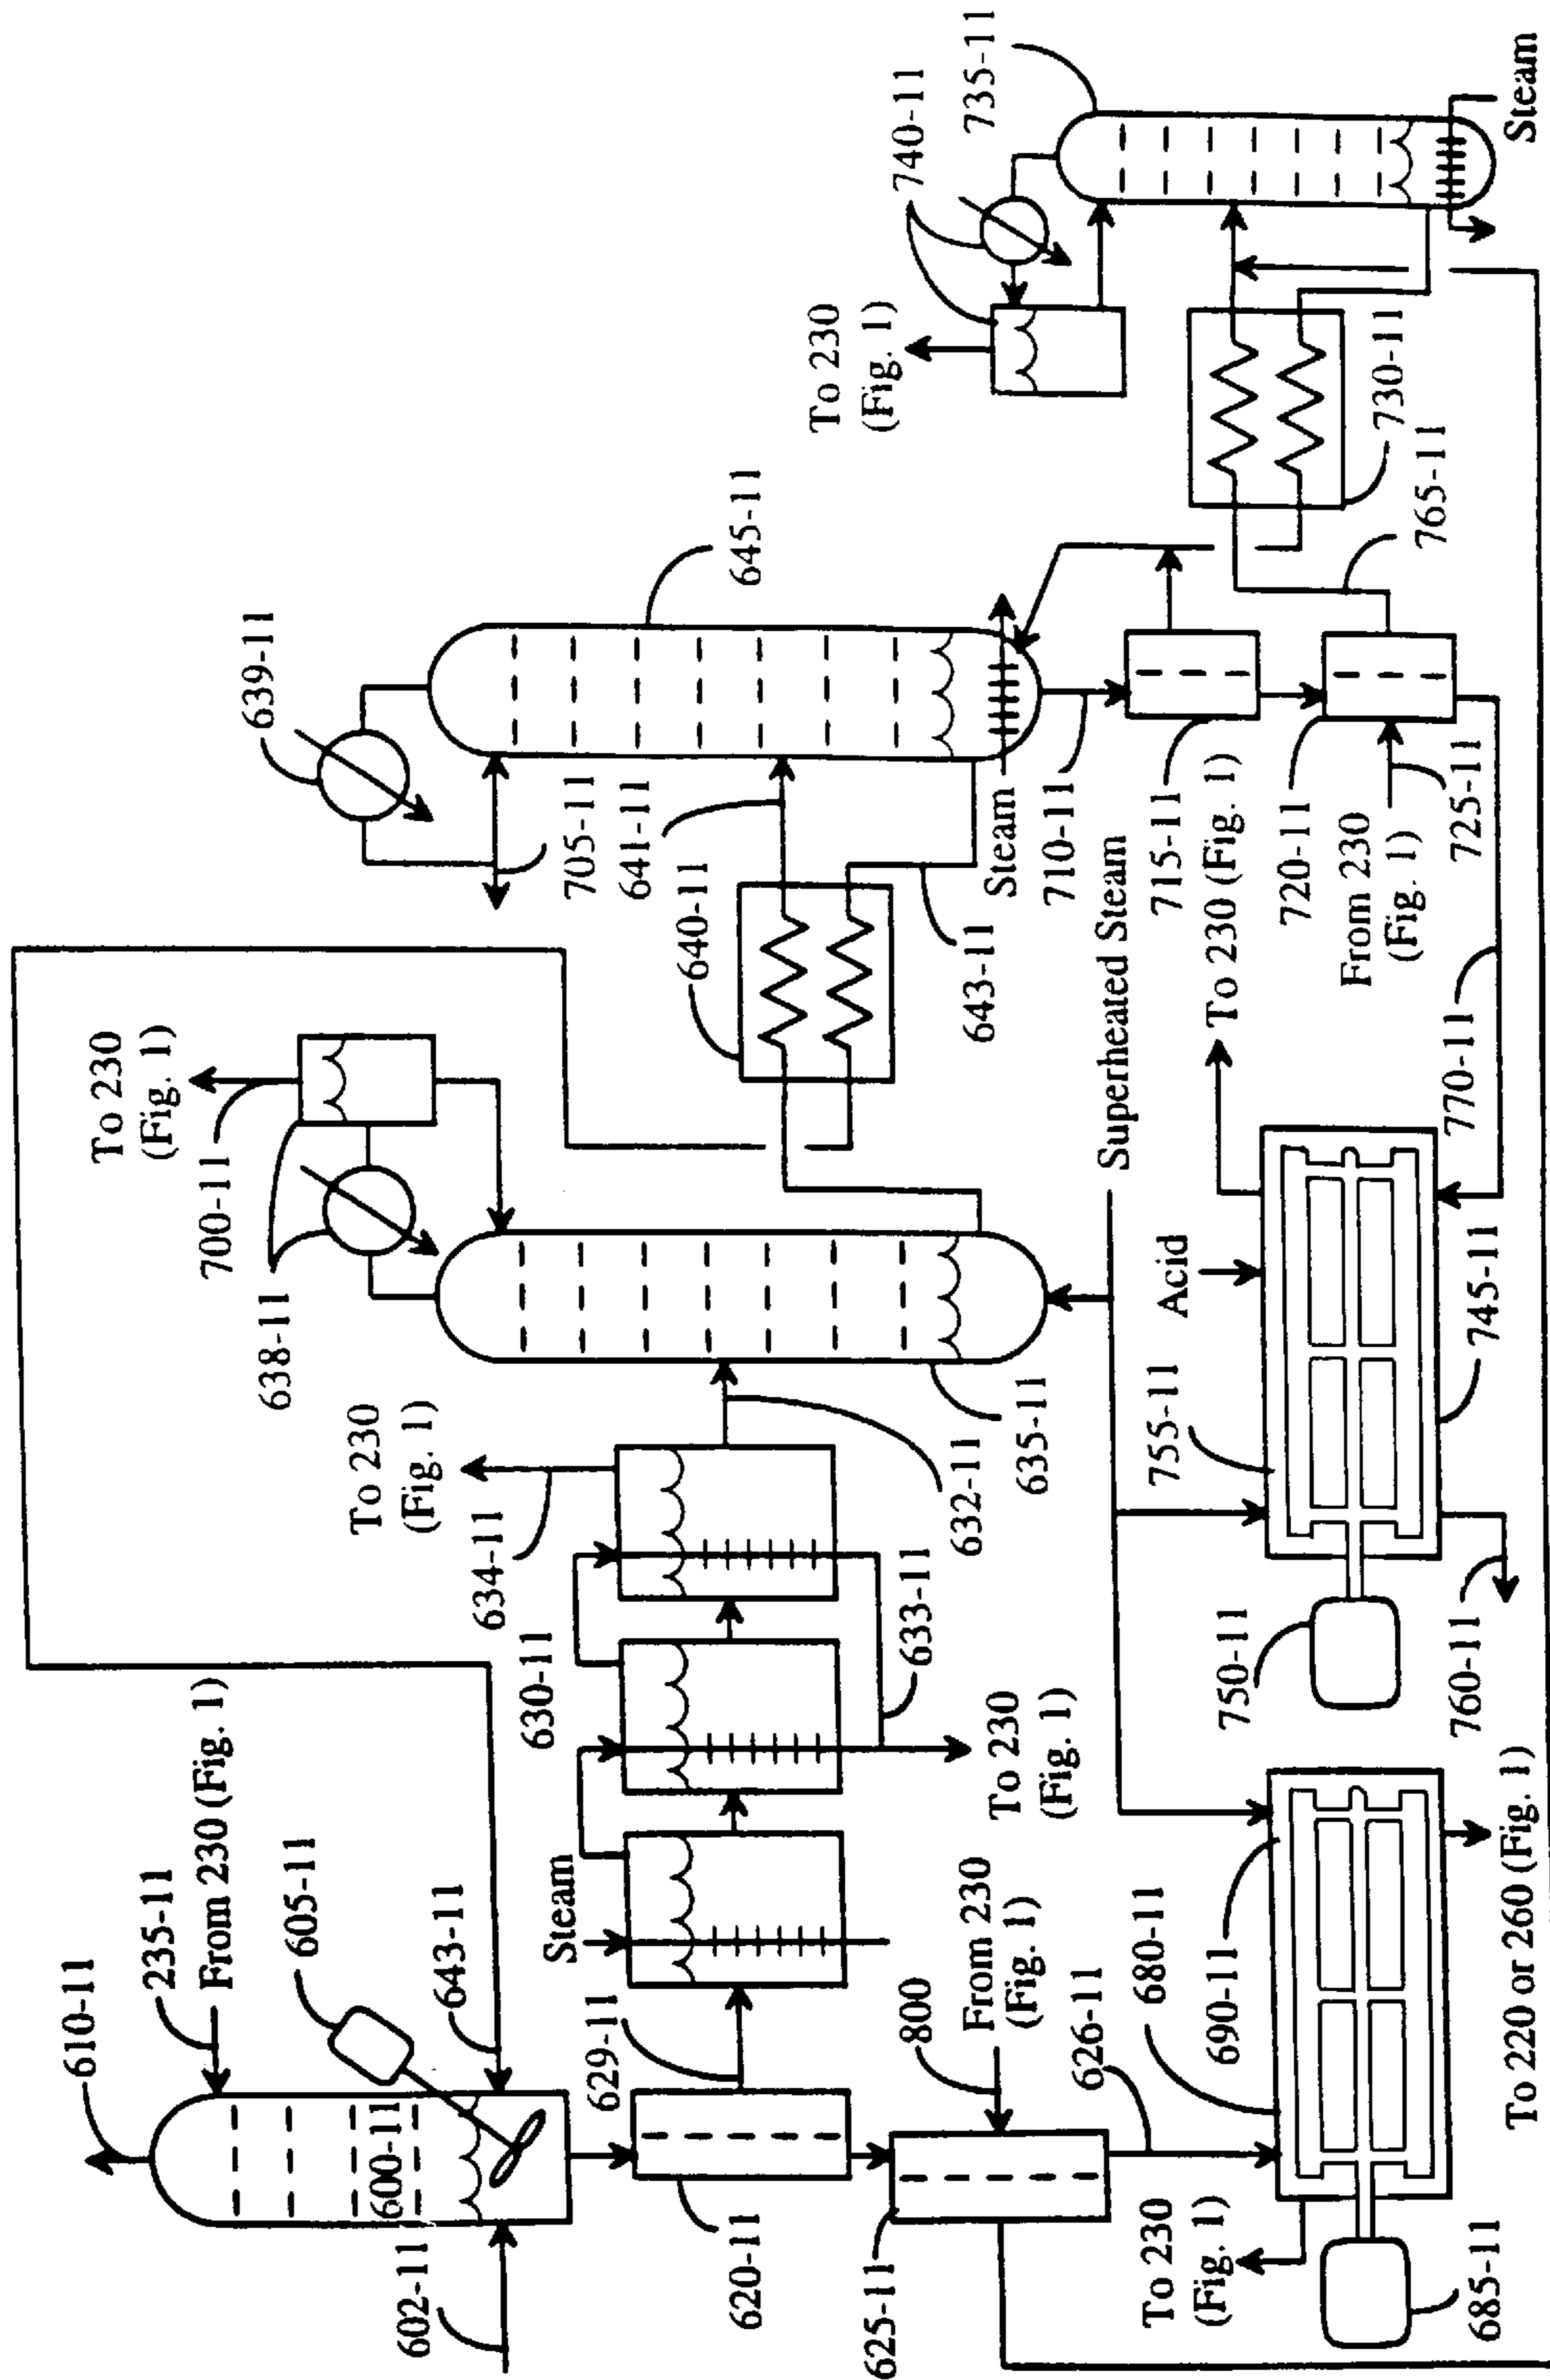 610-11
235-11
From 230 (Fig. 1)
605-11
600-11
643-11
602-11
620-11
629-11
625-11
800
From 230
(Fig. 1)
626-11
To 230
(Fig. 1)
685-11
680-11
690-11
To 220 or 260 (Fig. 1)
Steam
630-11
634-11
To 230
(Fig. 1)
633-11
To 230
(Fig. 1)
632-11
635-11
638-11
700-11
To 230
(Fig. 1)
Superheated Steam
750-11
755-11
760-11
Acid
745-11
To 230 (Fig. 1)
770-11
640-11
643-11
639-11
705-11
641-11
645-11
Steam
710-11
715-11
720-11
From 230
(Fig. 1)
725-11
765-11
730-11
To 230
(Fig. 1)
740-11
735-11
Steam